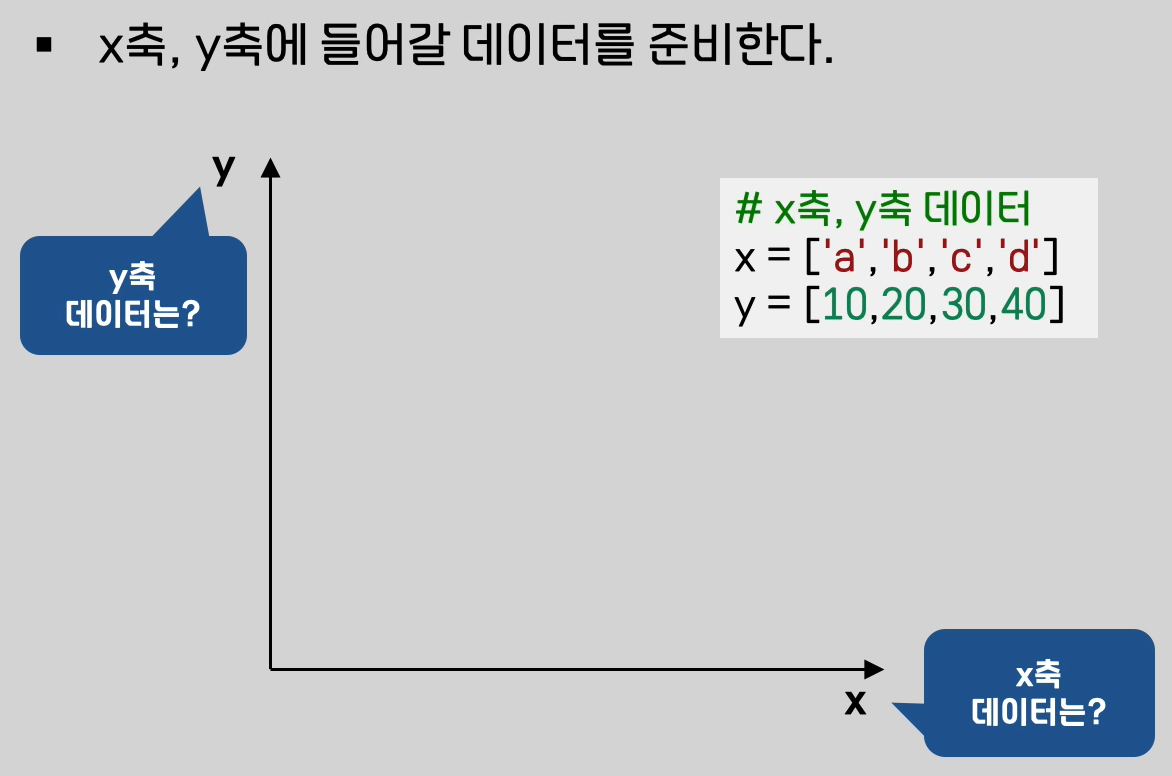 ▪ x축, y축에 들어갈 데이터를 준비한다.
y
# x축, y축 데이터
x = ['a','b','c','d']
y = [10,20,30,40]
y축
데이터는?
x
x축
데이터는?